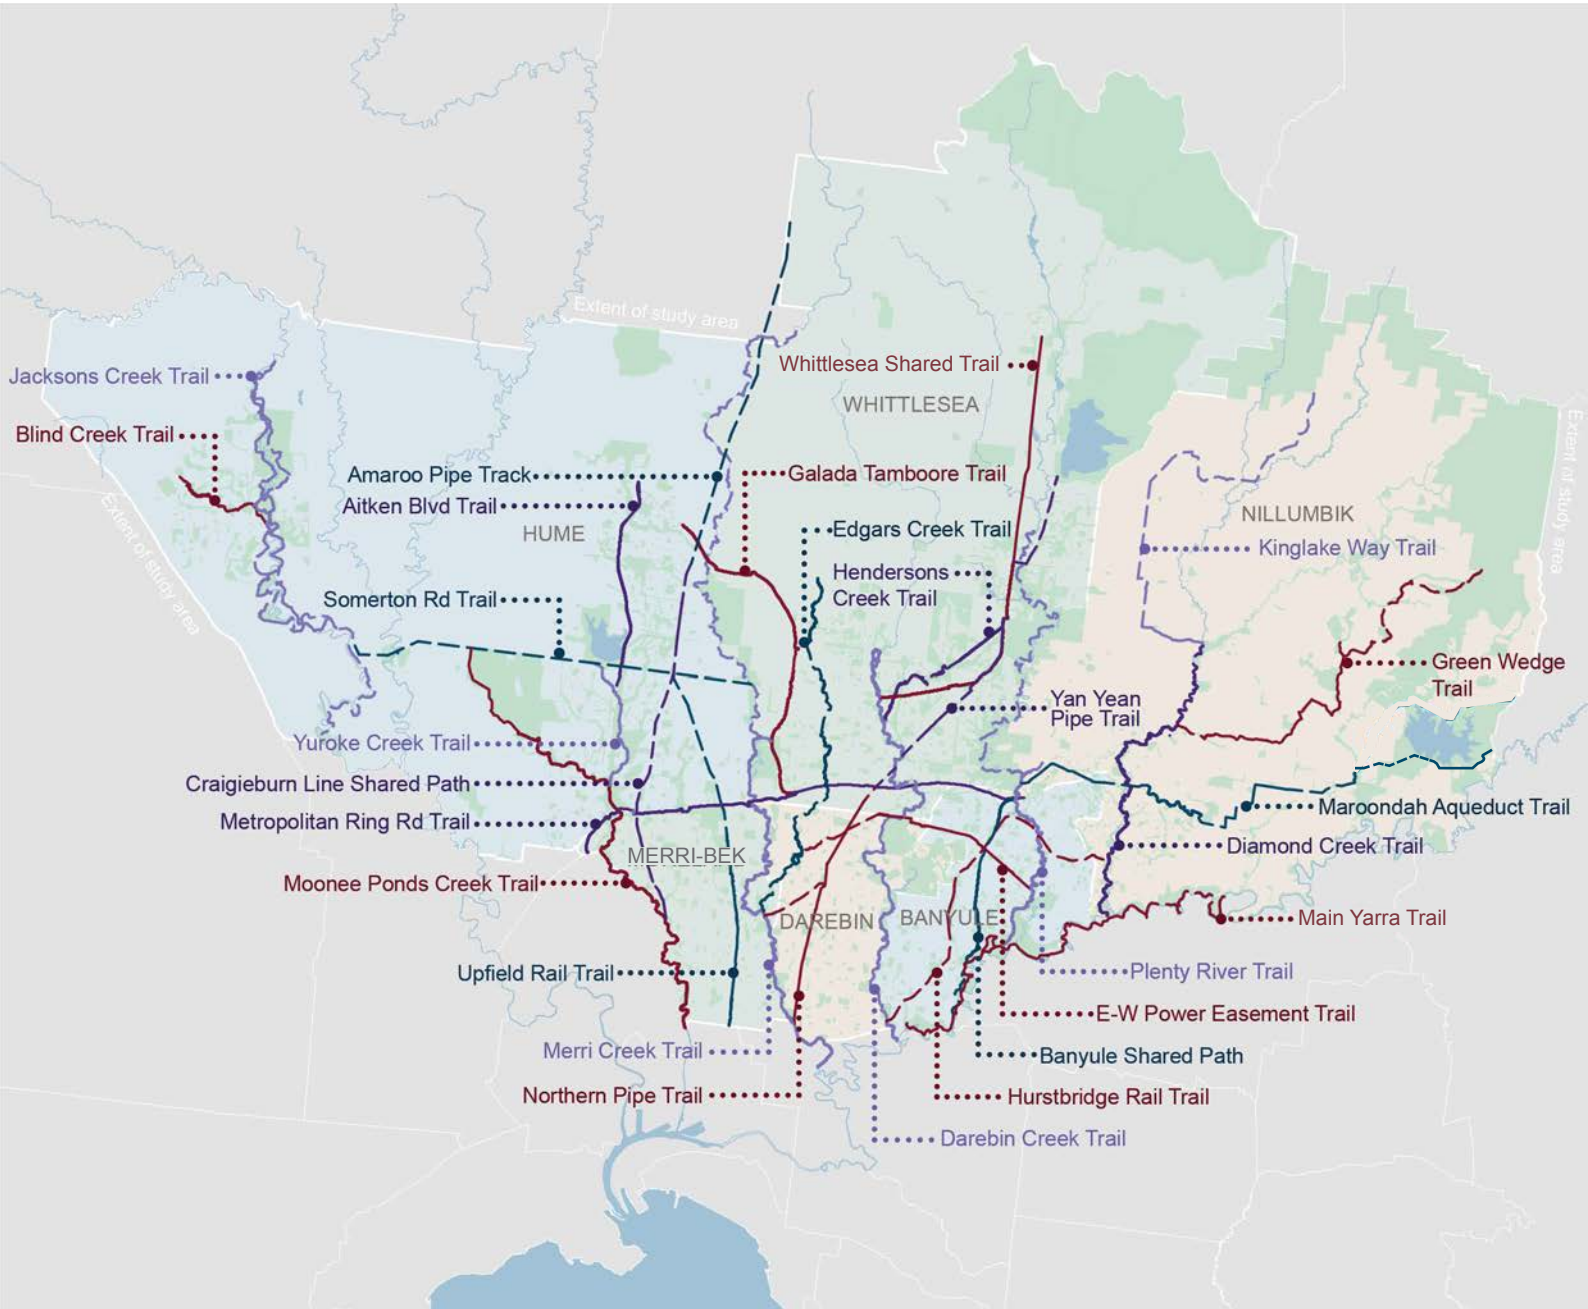 Extent of study area
Whittlesea Shared Trail
Jacksons Creek Trail
WHITTLESEA
Extent of study area
Blind Creek Trail
Amaroo Pipe Track
Galada Tamboore Trail
Aitken Blvd Trail
NILLUMBIK
HUME
Edgars Creek Trail
Kinglake Way Trail
Extent of study area
Hendersons
Creek Trail
Somerton Rd Trail
Green Wedge
Trail
Yan Yean
Pipe Trail
Yuroke Creek Trail
Craigieburn Line Shared Path
Maroondah Aqueduct Trail
Metropolitan Ring Rd Trail
Diamond Creek Trail
MERRI-BEK
Moonee Ponds Creek Trail
DAREBIN
BANYULE
Main Yarra Trail
Upfield Rail Trail
Plenty River Trail
E-W Power Easement Trail
Merri Creek Trail
Banyule Shared Path
Northern Pipe Trail
Hurstbridge Rail Trail
Darebin Creek Trail